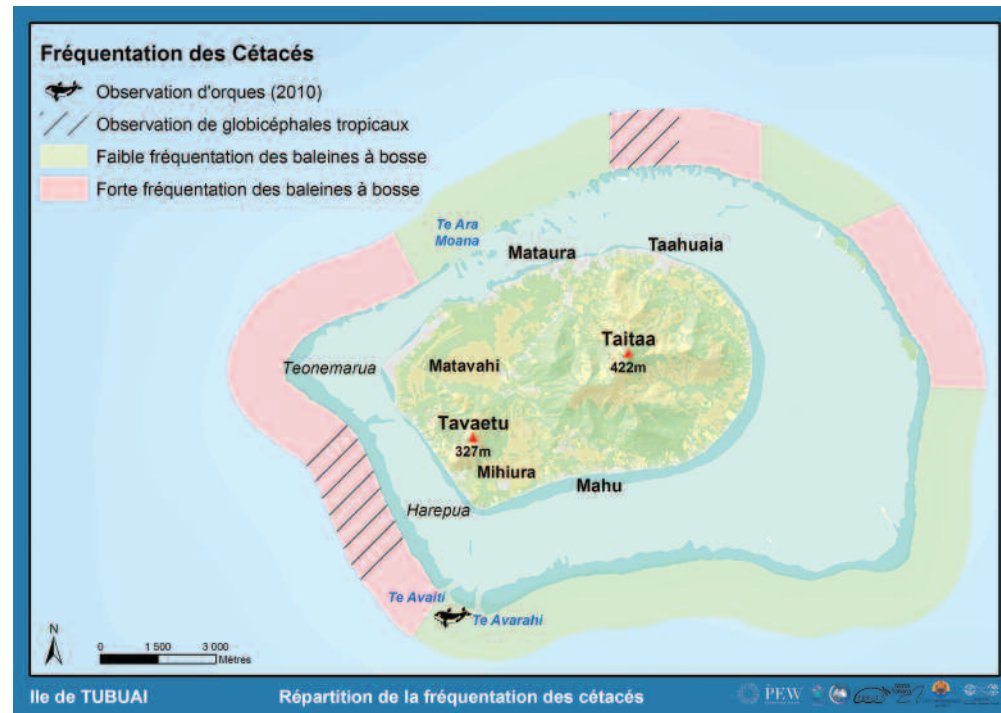 Fréquentation des Cétacés
Observation d'orques (2010)
Observation de globicéphales tropicaux
Faible fréquentation des baleines à bosse
Forte fréquentation des baleines à bosse
Te Ara
Moana
Mataura
Taahuaia
Taitaa
422m
Teonemarua
Matavahi
Tavaetu
327m
Mihiura
Mahu
Harepua
Te Avaiti
Te Avarahi
N
0 1 500 3 000
Mètres
Ile de TUBUAI
Répartition de la fréquentation des cétacés
PEW